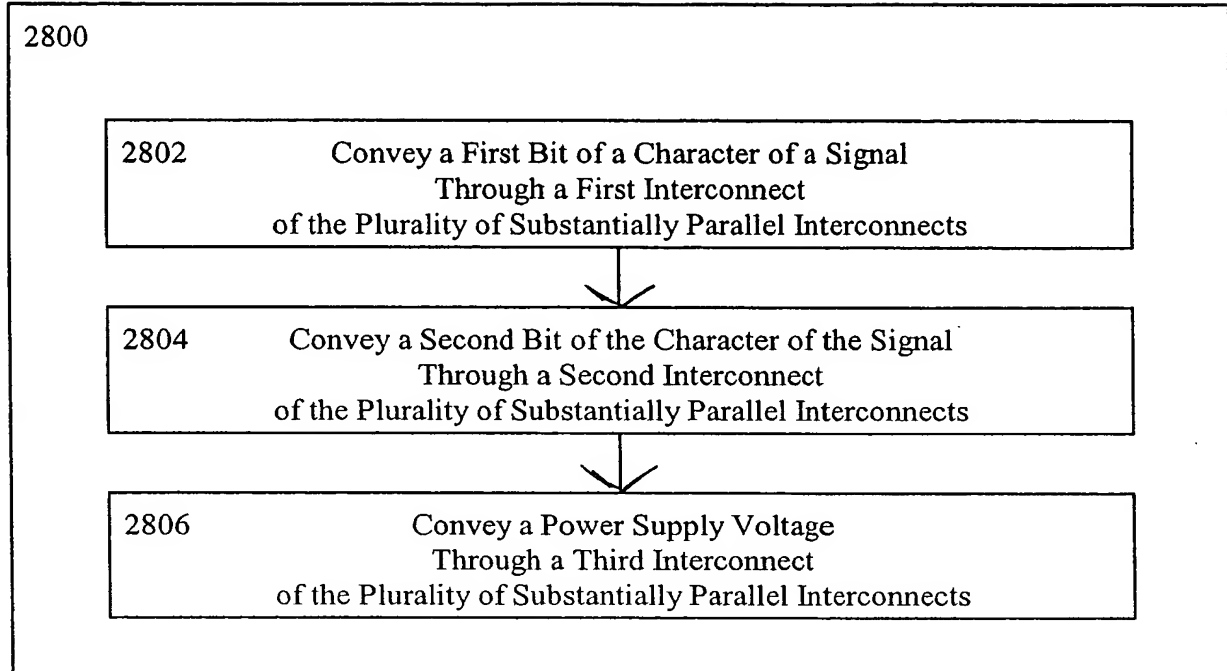 2800
2802 Convey a First Bit of a Character of a Signal
Through a First Interconnect
of the Plurality of Substantially Parallel Interconnects
2804 Convey a Second Bit of the Character of the Signal
Through a Second Interconnect
of the Plurality of Substantially Parallel Interconnects
2806 Convey a Power Supply Voltage
Through a Third Interconnect
of the Plurality of Substantially Parallel Interconnects